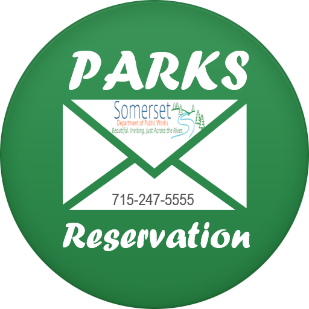 PARKS
Somerset
Department of Public Works
Beautiful, Inviting, Just Across the River.
715-247-5555
Reservation